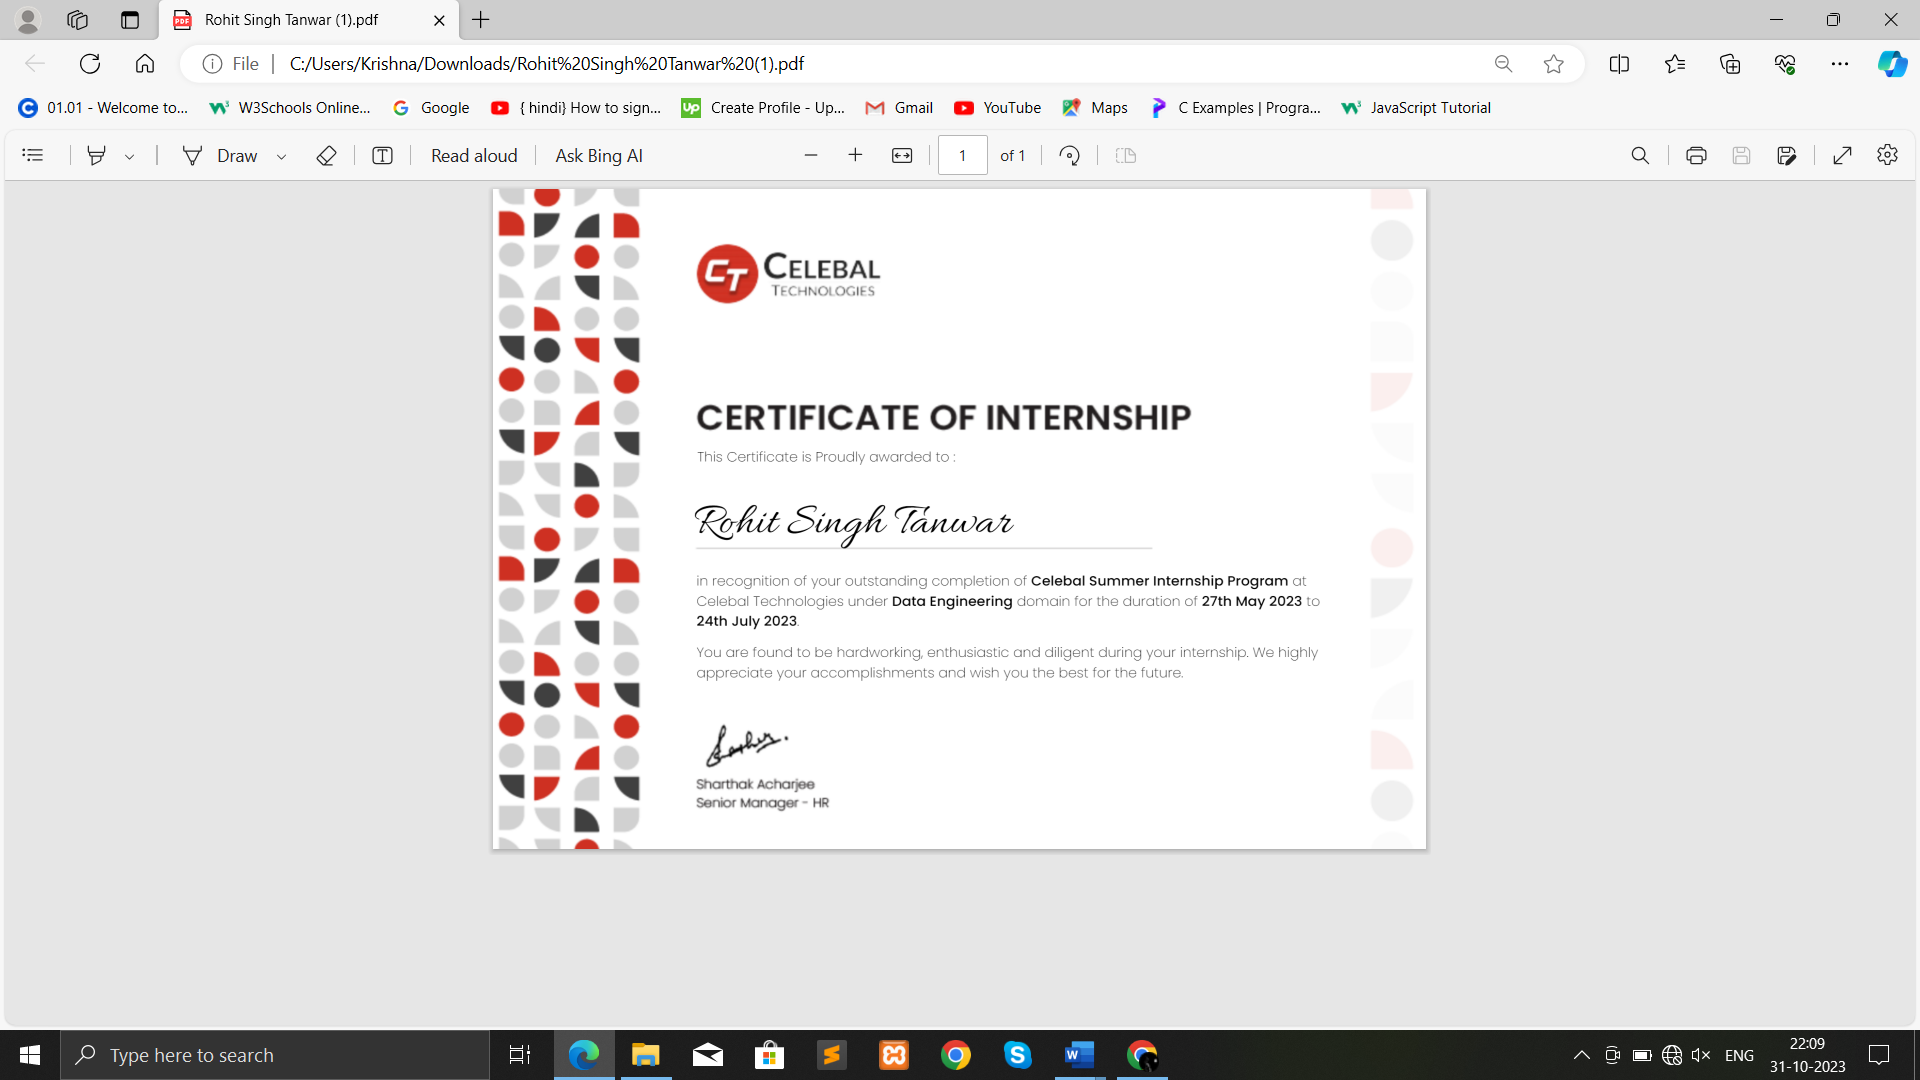 Rohit Singh Tanwar (1).pdf
File
C:/Users/Krishna/Downloads/Rohit%20Singh%20Tanwar%20(1).pdf
01.01 - Welcome to...
W3Schools Online...
Google
{ hindi} How to sign...
Up Create Profile - Up...
Gmail
YouTube
Maps
C Examples | Progra...
JavaScript Tutorial
Draw
Read aloud
Ask Bing AI
1 of 1
CT CELEBAL
TECHNOLOGIES
CERTIFICATE OF INTERNSHIP
This Certificate is Proudly awarded to :
Rohit Singh Tanwar
in recognition of your outstanding completion of Celebal Summer Internship Program at
Celebal Technologies under Data Engineering domain for the duration of 27th May 2023 to
24th July 2023.
You are found to be hardworking, enthusiastic and diligent during your internship. We highly
appreciate your accomplishments and wish you the best for the future.
Sharthak Acharjee
Senior Manager - HR
Type here to search
ENG
22:09
31-10-2023